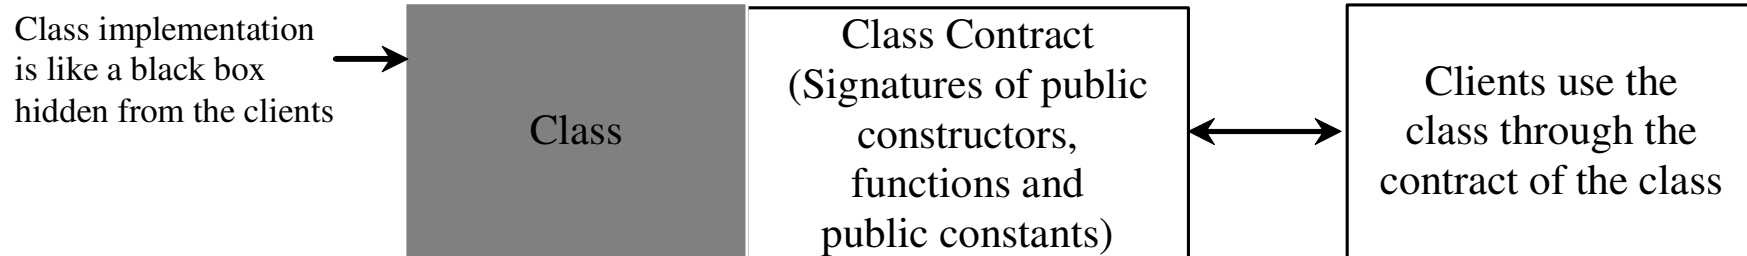 Class implementation
is like a black box
hidden from the clients
Class
Class Contract
(Signatures of public
constructors,
functions and
public constants)
Clients use the
class through the
contract of the class